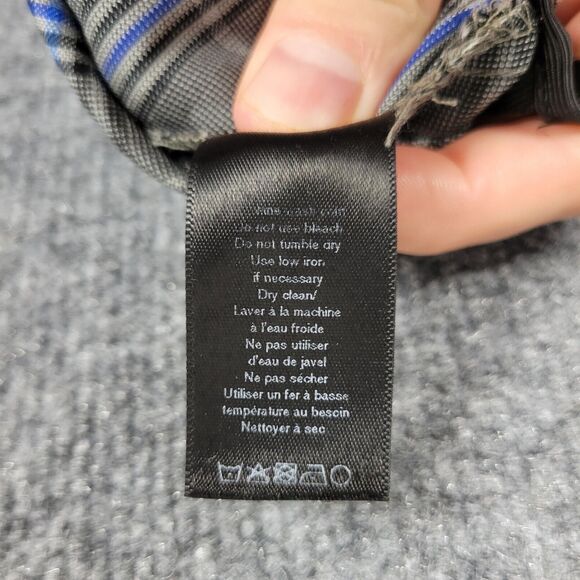 wash cold
Do not use bleach
Do not tumble dry
Use low iron
if necessary
Dry clean/
Laver à la machine
à l'eau froide
Ne pas utiliser
d'eau de javel
Ne pas sécher
Utiliser un fer à basse
température au besoin
Nettoyer à sec